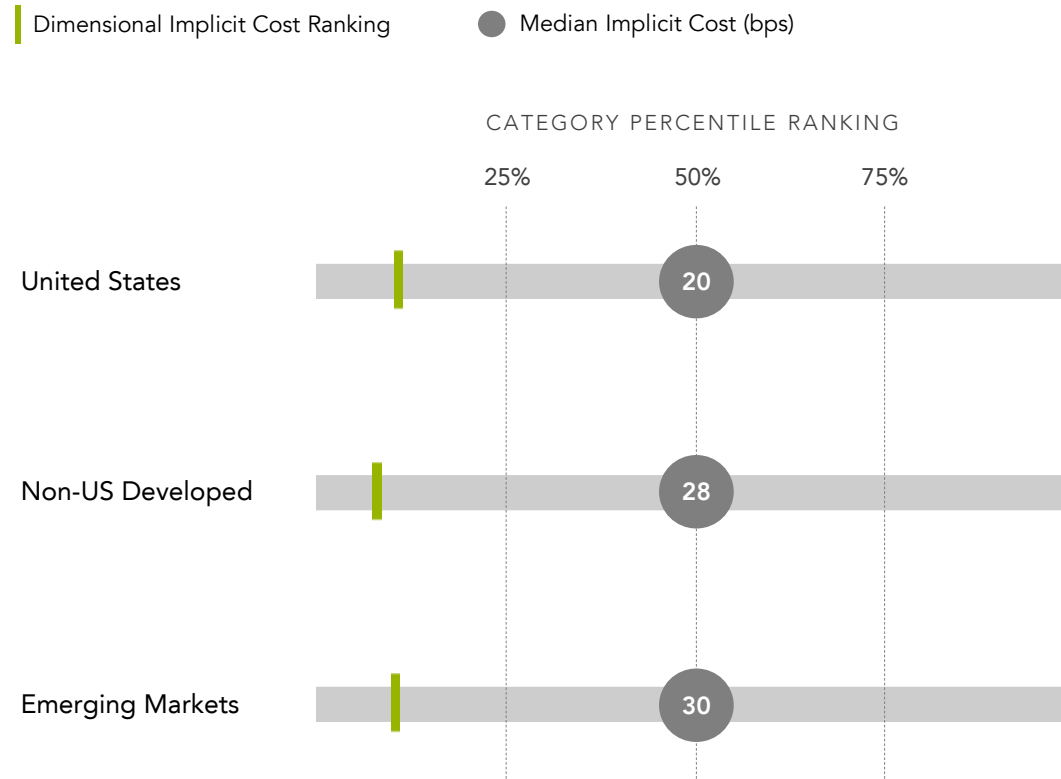 Dimensional Implicit Cost Ranking
Median Implicit Cost (bps)
CATEGORY PERCENTILE RANKING
25% 50% 75%
United States 20
Non-US Developed 28
Emerging Markets 30